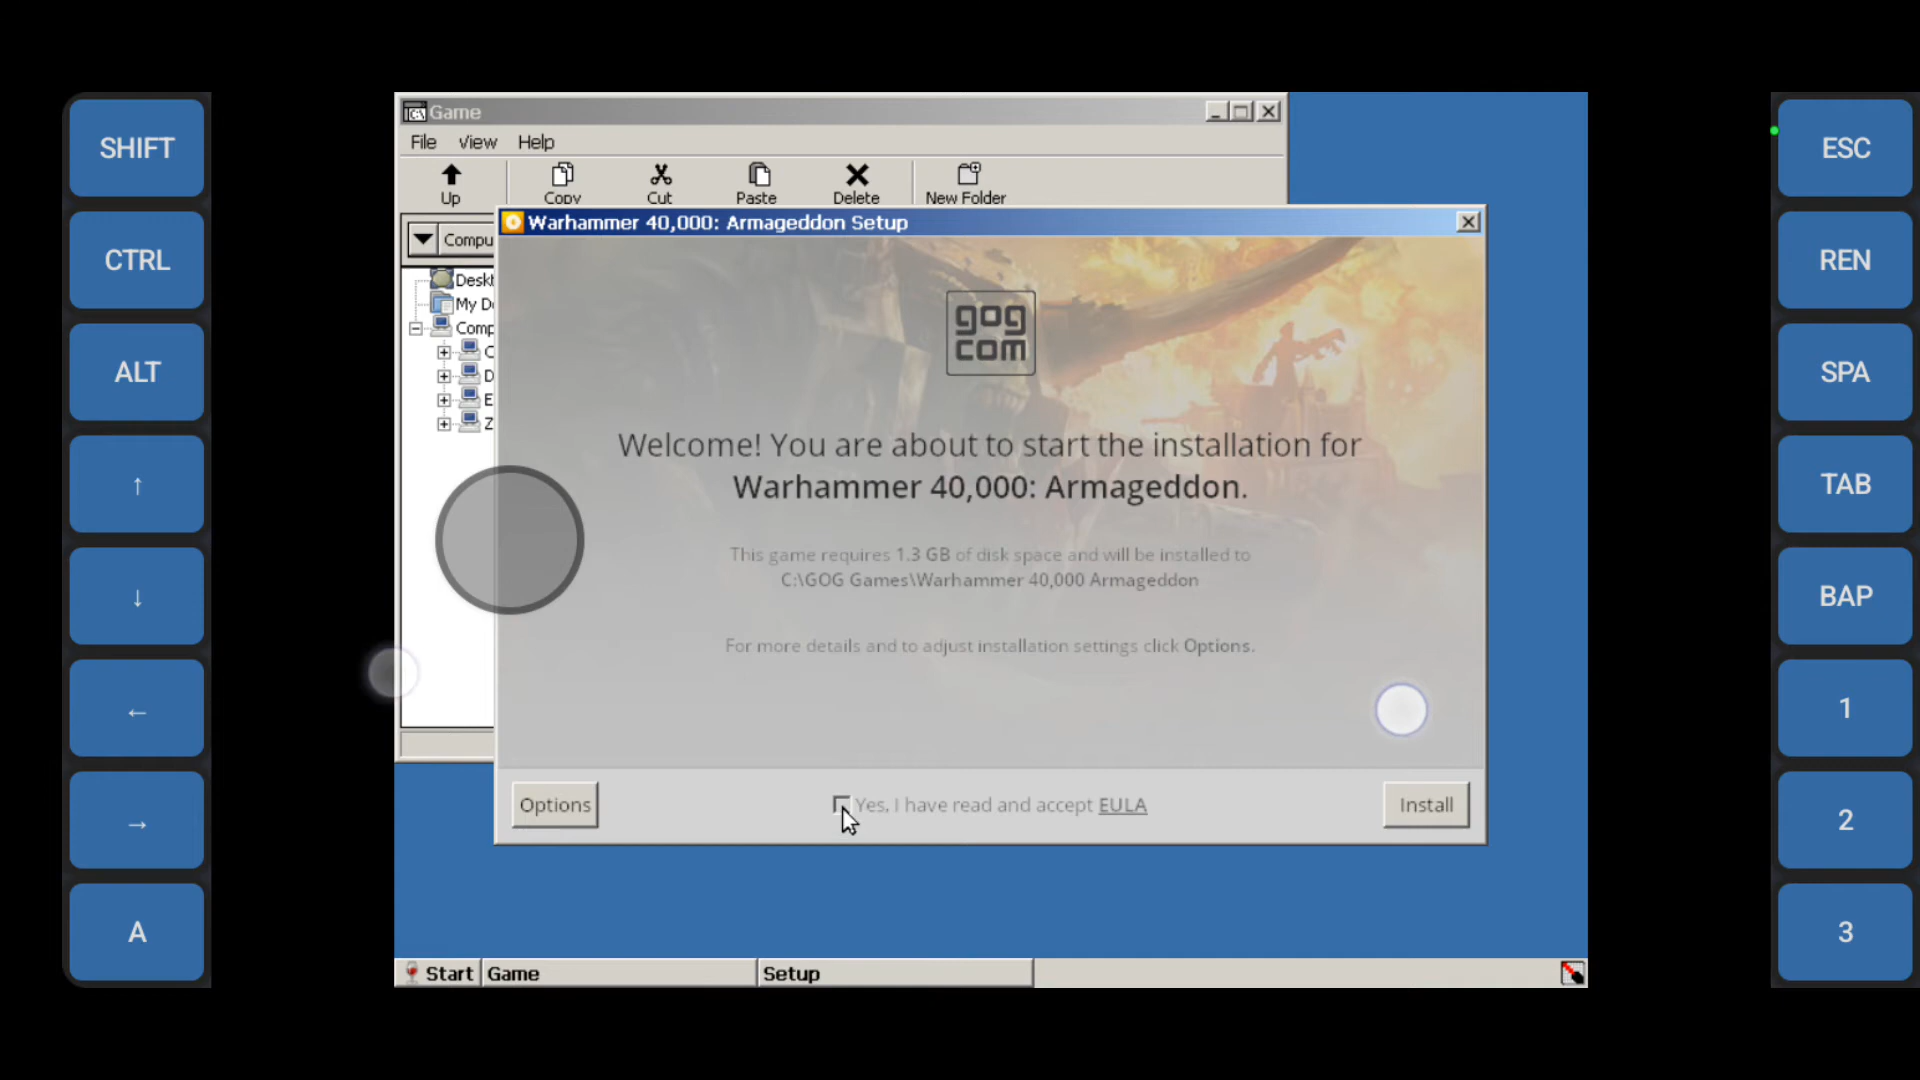 SHIFT
CTRL
ALT
↑
↓
←
→
A
Game
File View Help
Up Copy Cut Paste Delete New Folder
Compu
Deskt
My Do
Comp
C
D
E
Z
Warhammer 40,000: Armageddon Setup
gog
com
Welcome! You are about to start the installation for
Warhammer 40,000: Armageddon.
This game requires 1.3 GB of disk space and will be installed to
C:\GOG Games\Warhammer 40,000 Armageddon
For more details and to adjust installation settings click Options.
Options
Yes, I have read and accept EULA
Install
Start Game Setup
ESC
REN
SPA
TAB
BAP
1
2
3